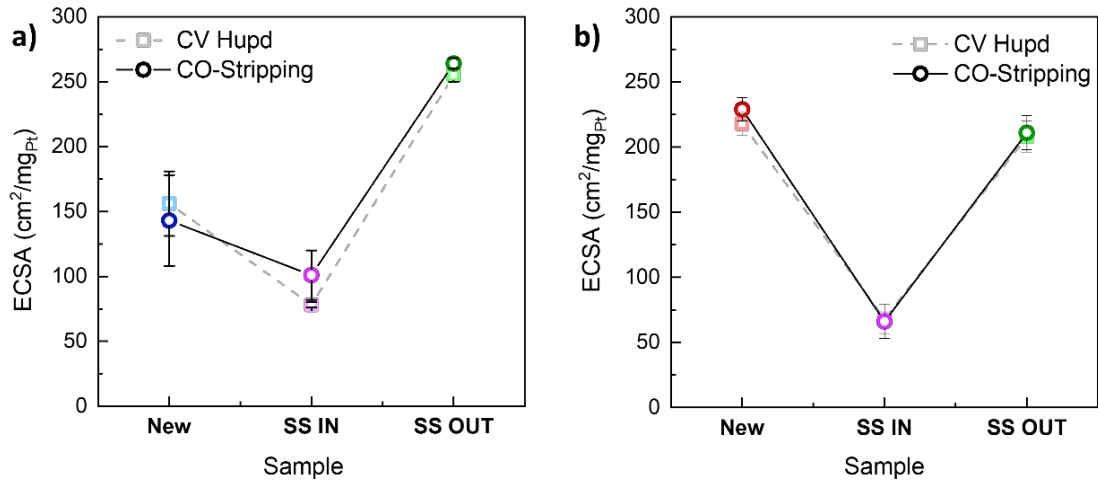 a)
CV Hupd
CO-Stripping
300
250
200
150
100
50
0
ECSA (cm²/mg_Pt)
New
SS IN
SS OUT
Sample
b)
CV Hupd
CO-Stripping
300
250
200
150
100
50
0
ECSA (cm²/mg_Pt)
New
SS IN
SS OUT
Sample